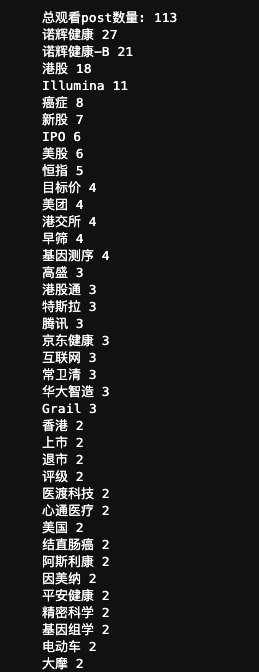 总观看post数量: 113
诺辉健康 27
诺辉健康-B 21
港股 18
Illumina 11
癌症 8
新股 7
IPO 6
美股 6
恒指 5
目标价 4
美团 4
港交所 4
早筛 4
基因测序 4
高盛 3
港股通 3
特斯拉 3
腾讯 3
京东健康 3
互联网 3
常卫清 3
华大智造 3
Grail 3
香港 2
上市 2
退市 2
评级 2
医渡科技 2
心通医疗 2
美国 2
结直肠癌 2
阿斯利康 2
因美纳 2
平安健康 2
精密科学 2
基因组学 2
电动车 2
大摩 2